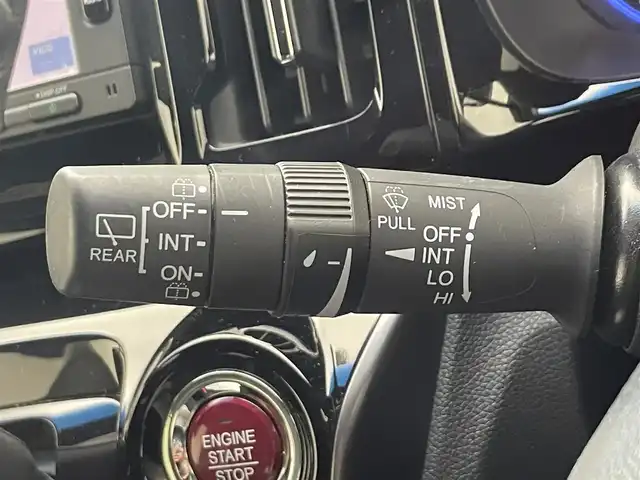 OFF
INT
ON
REAR
PULL
MIST
OFF
INT
LO
HI
ENGINE
START
STOP